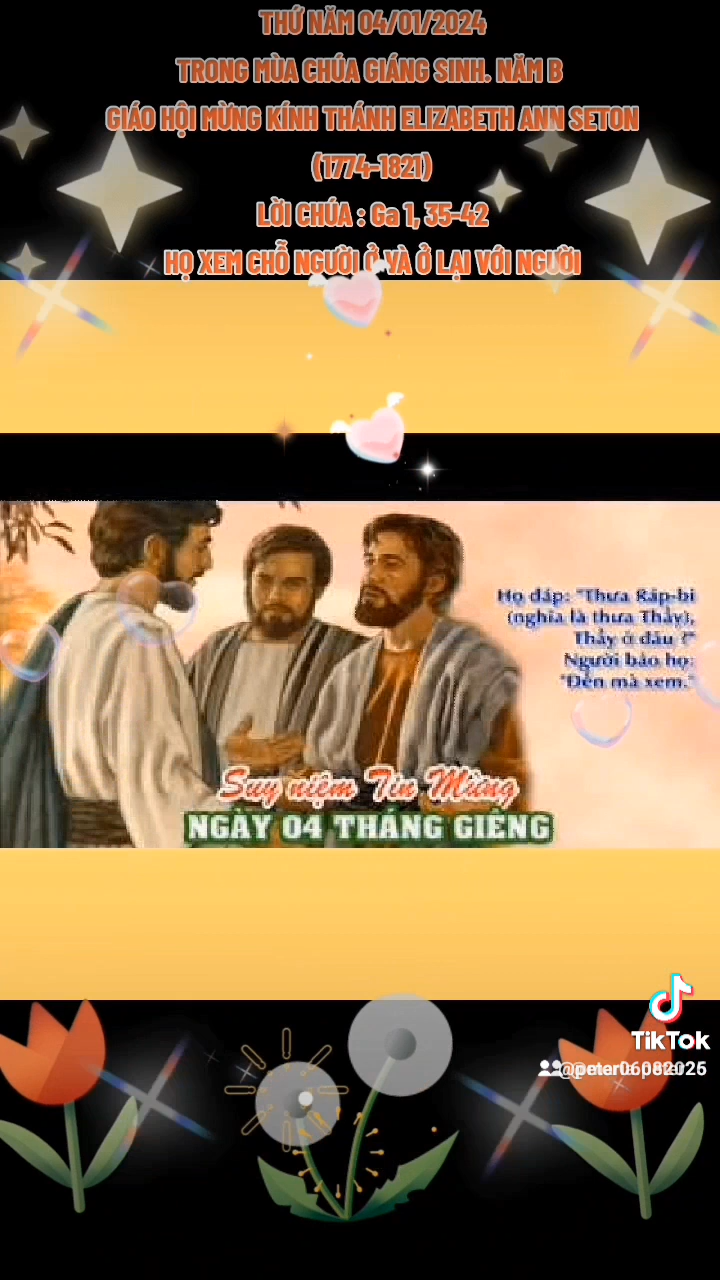 THỨ NĂM 04/01/2024
TRONG MÙA CHÚA GIÁNG SINH. NĂM B
GIÁO HỘI MỪNG KÍNH THÁNH ELIZABETH ANN SETON
(1774-1821)
LỜI CHÚA : Ga 1, 35-42
HỌ XEM CHỖ NGƯỜI Ở VÀ Ở LẠI VỚI NGƯỜI
Họ đáp: "Thưa Ráp-bi
(nghĩa là thưa Thầy),
Thầy ở đâu ?"
Người bảo họ:
"Đến mà xem."
Suy niệm Tin Mừng
NGÀY 04 THÁNG GIÊNG
TikTok